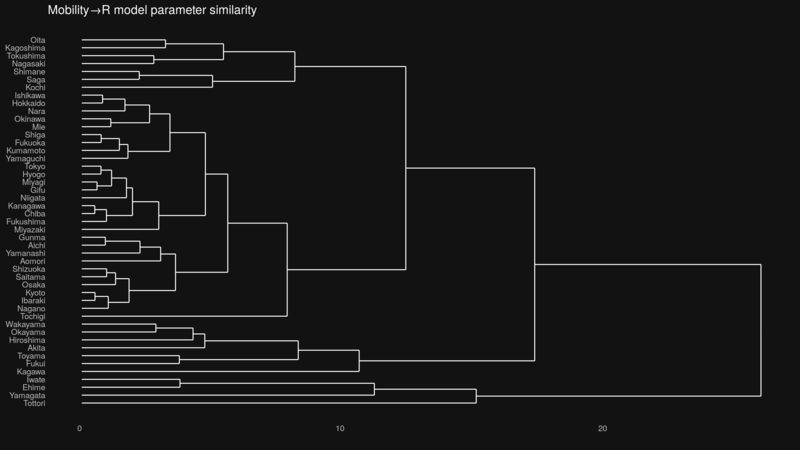 Mobility→R model parameter similarity
Oita
Kagoshima
Tokushima
Nagasaki
Shimane
Saga
Kochi
Ishikawa
Hokkaido
Nara
Okinawa
Mie
Shiga
Fukuoka
Kumamoto
Yamaguchi
Tokyo
Hyogo
Miyagi
Gifu
Niigata
Kanagawa
Chiba
Fukushima
Miyazaki
Gunma
Aichi
Yamanashi
Aomori
Shizuoka
Saitama
Osaka
Kyoto
Ibaraki
Nagano
Tochigi
Wakayama
Okayama
Hiroshima
Akita
Toyama
Fukui
Kagawa
Iwate
Ehime
Yamagata
Tottori
0 10 20